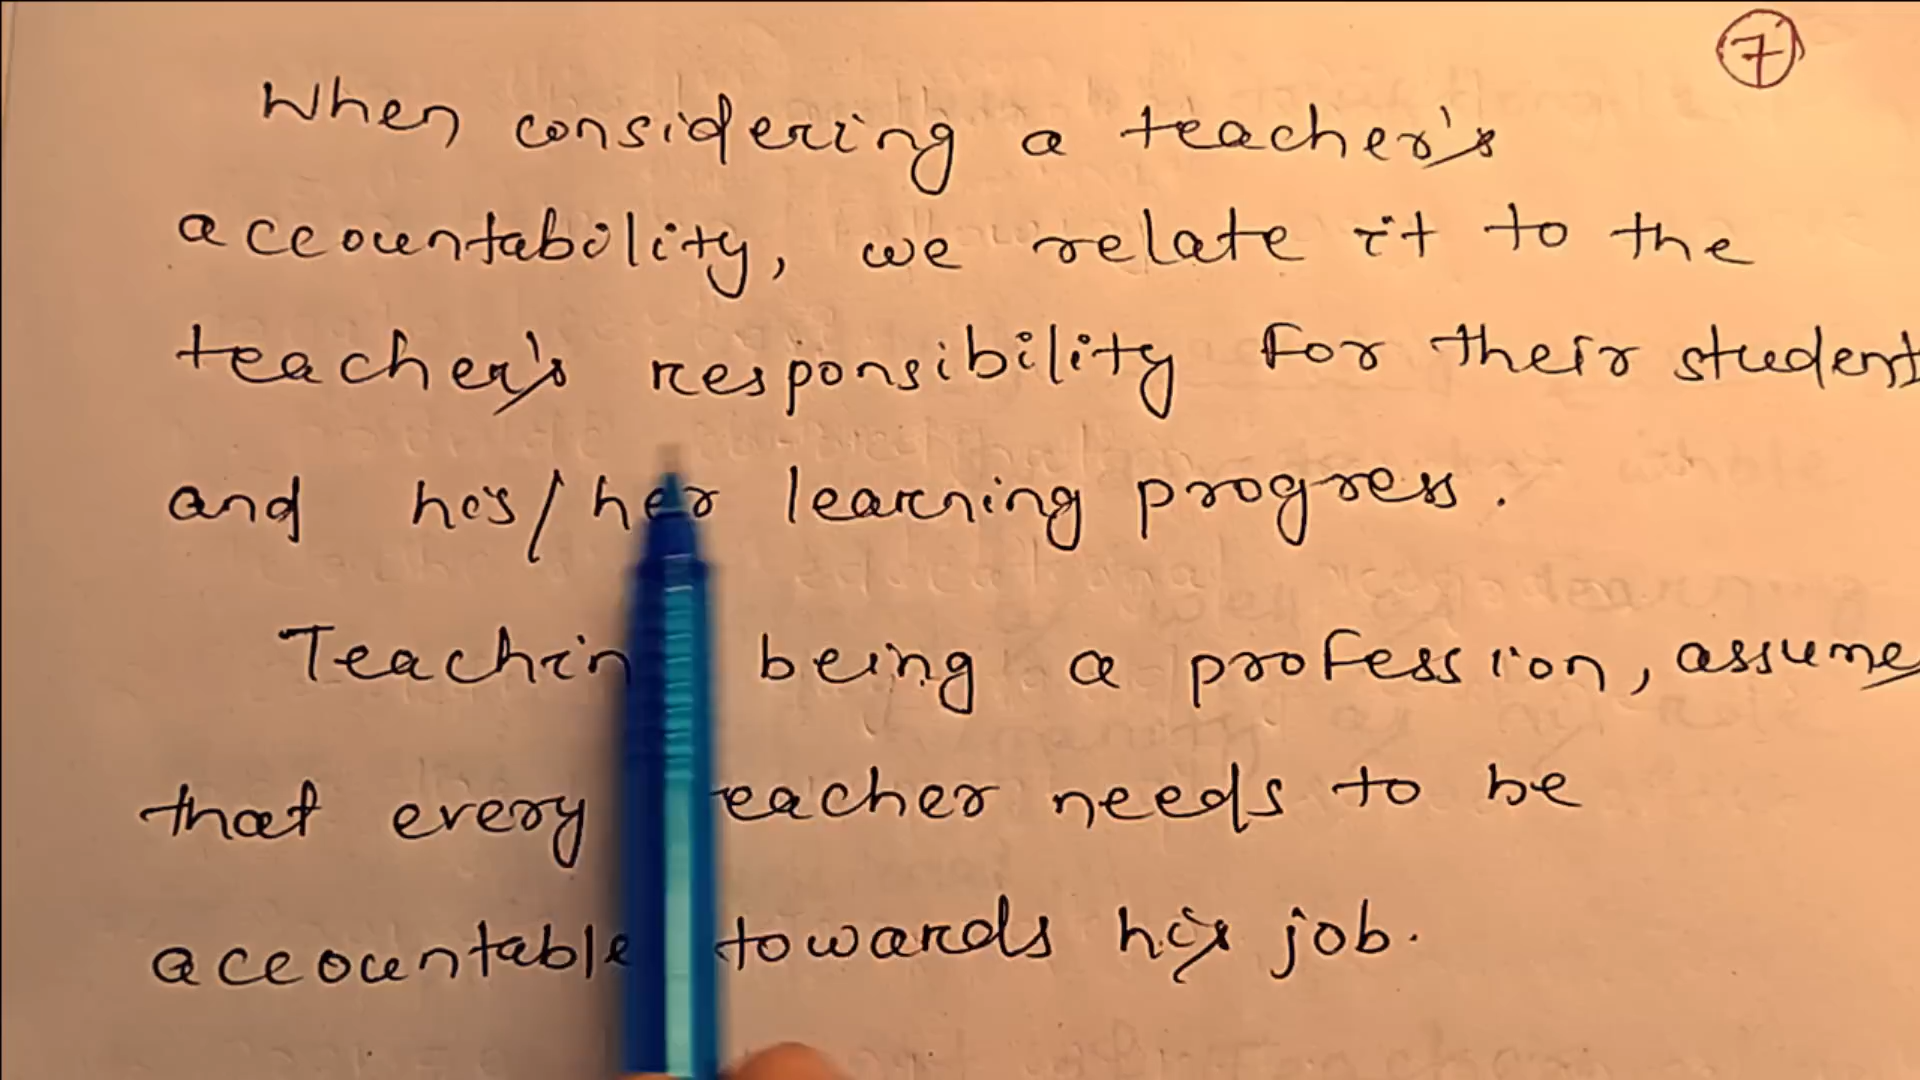 7
When considering a teacher's
accountability, we relate it to the
teacher's responsibility for their student
and his/her learning progress.
Teachin being a profession, assume
that every eacher needs to be
accountable towards his job.